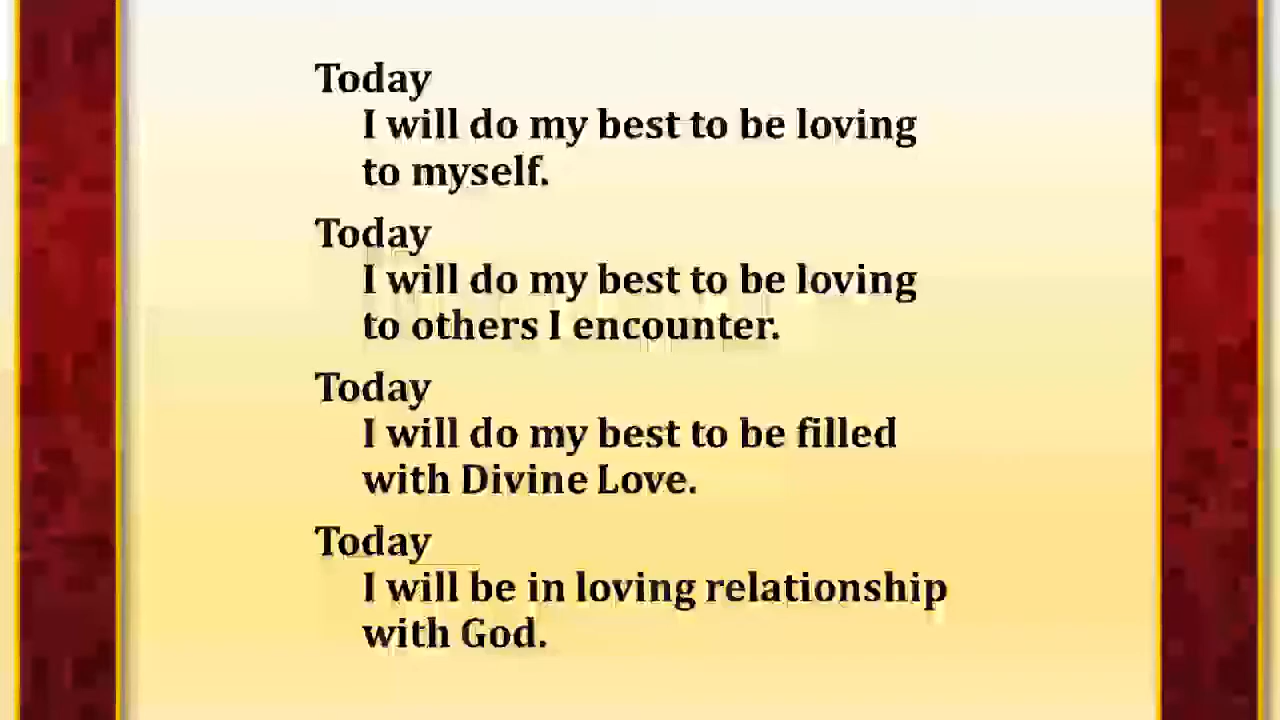 Today
I will do my best to be loving
to myself.
Today
I will do my best to be loving
to others I encounter.
Today
I will do my best to be filled
with Divine Love.
Today
I will be in loving relationship
with God.